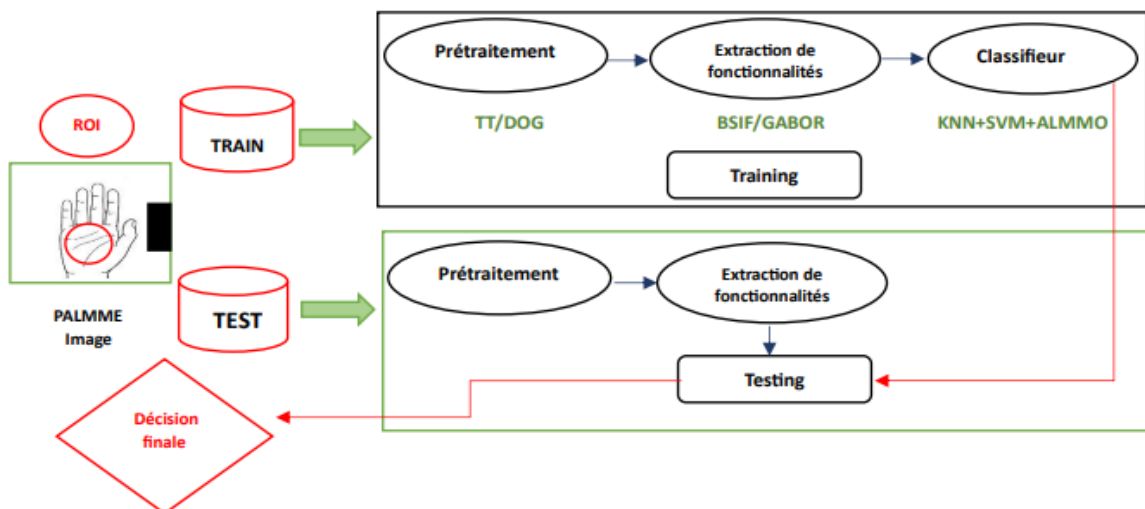 ROI
PALMME
Image
TRAIN
TEST
Prétraitement
Extraction de
fonctionnalités
Classifieur
TT/DOG
BSIF/GABOR
KNN+SVM+ALMMO
Training
Prétraitement
Extraction de
fonctionnalités
Testing
Décision
finale